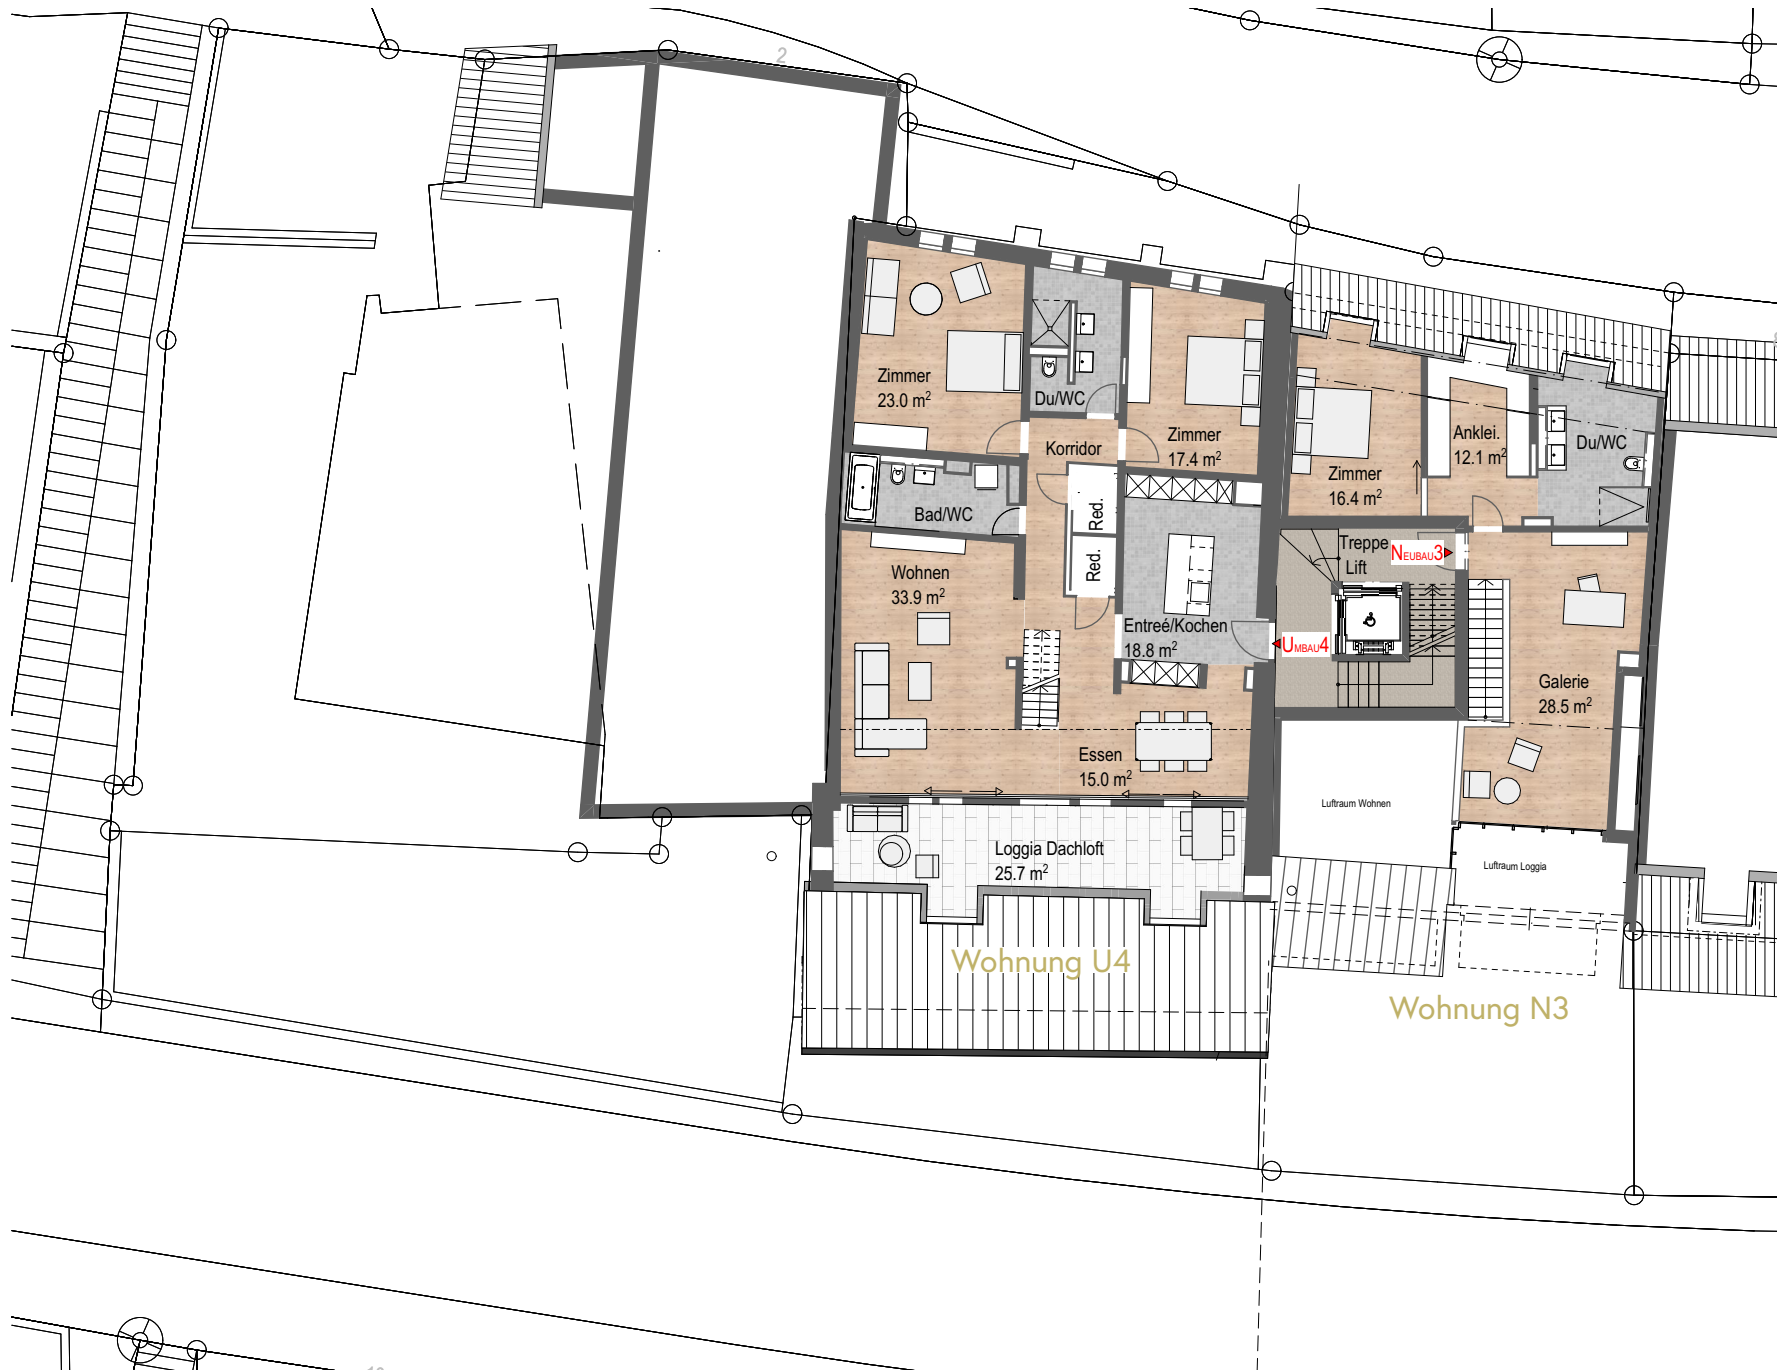 2
Zimmer
23.0 m²
Du/WC
Korridor
Zimmer
17.4 m²
Bad/WC
Red.
Red.
Wohnen
33.9 m²
Entreé/Kochen
18.8 m²
Essen
15.0 m²
Loggia Dachloft
25.7 m²
Wohnung U4
Zimmer
16.4 m²
Anklei.
12.1 m²
Du/WC
Treppe
Lift
NEUBAU3
UMBAU4
Galerie
28.5 m²
Luftraum Wohnen
Luftraum Loggia
Wohnung N3